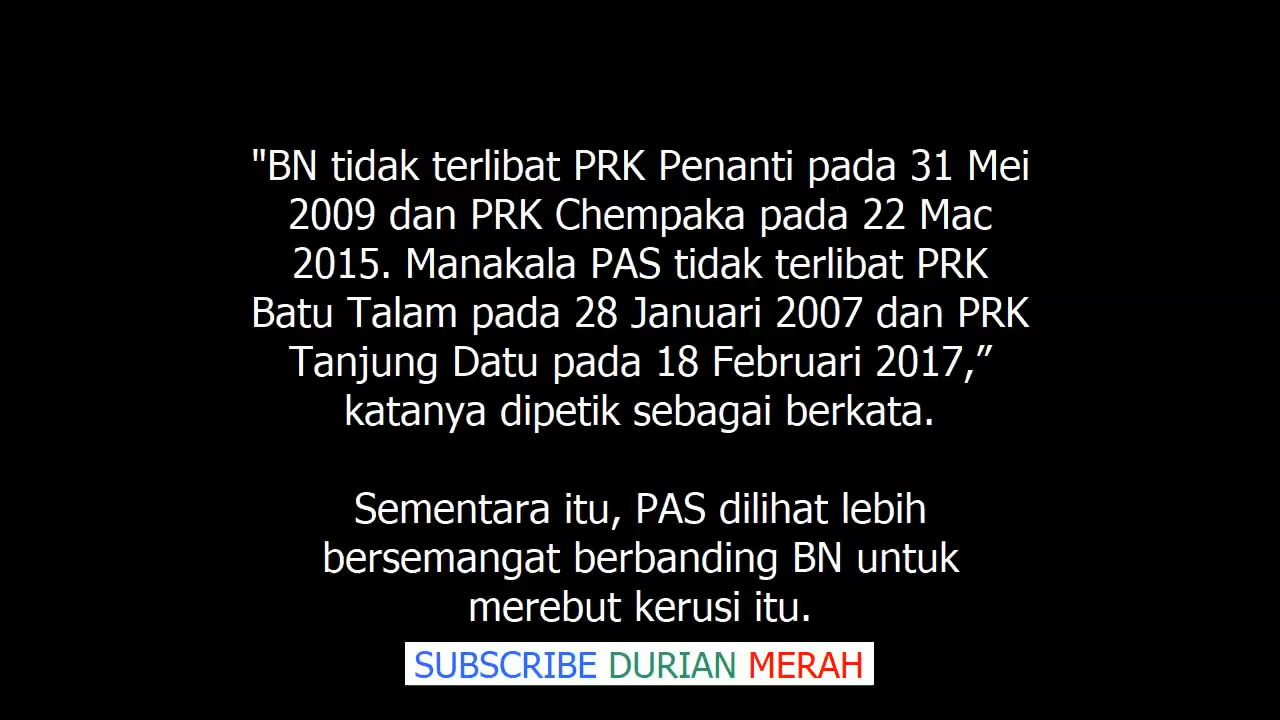 "BN tidak terlibat PRK Penanti pada 31 Mei
2009 dan PRK Chempaka pada 22 Mac
2015. Manakala PAS tidak terlibat PRK
Batu Talam pada 28 Januari 2007 dan PRK
Tanjung Datu pada 18 Februari 2017,”
katanya dipetik sebagai berkata.
Sementara itu, PAS dilihat lebih
bersemangat berbanding BN untuk
merebut kerusi itu.
SUBSCRIBE DURIAN MERAH